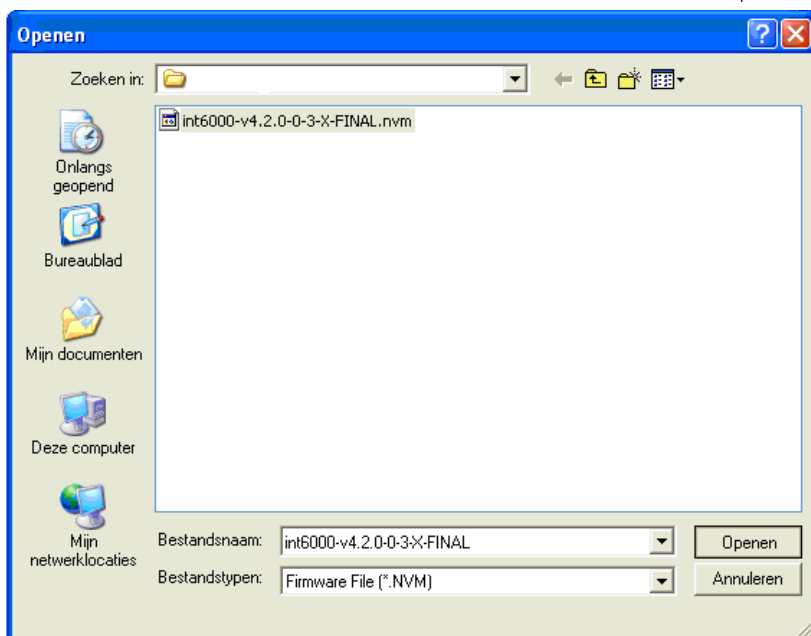 Openen
Zoeken in:
int6000-v4.2.0-0-3-X-FINAL.nvm
Onlangs
geopend
Bureaublad
Mijn documenten
Deze computer
Mijn
netwerklocaties
Bestandsnaam:
int6000-v4.2.0-0-3-X-FINAL
Openen
Bestandstypen:
Firmware File (*.NVM)
Annuleren